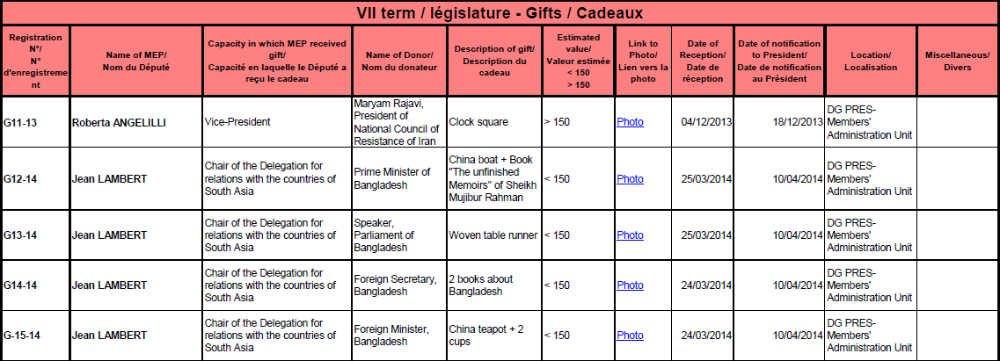 VII term / législature - Gifts / Cadeaux
Registration
N°/
N°
d'enregistreme
nt
Name of MEP/
Nom du Député
Capacity in which MEP received
gift/
Capacité en laquelle le Député a
reçu le cadeau
Name of Donor/
Nom du donateur
Description of gift/
Description du
cadeau
Estimated
value/
Valeur estimée
< 150
> 150
Link to
Photo/
Lien vers la
photo
Date of
Reception/
Date de
réception
Date of notification
to President/
Date de notification
au Président
Location/
Localisation
Miscellaneous/
Divers
G11-13
Roberta ANGELILLI
Vice-President
Maryam Rajavi,
President of
National Council of
Resistance of Iran
Clock square
> 150
Photo
04/12/2013
18/12/2013
DG PRES-
Members'
Administration Unit
G12-14
Jean LAMBERT
Chair of the Delegation for
relations with the countries of
South Asia
Prime Minister of
Bangladesh
China boat + Book
"The unfinished
Memoirs" of Sheikh
Mujibur Rahman
< 150
Photo
25/03/2014
10/04/2014
DG PRES-
Members'
Administration Unit
G13-14
Jean LAMBERT
Chair of the Delegation for
relations with the countries of
South Asia
Speaker,
Parliament of
Bangladesh
Woven table runner
< 150
Photo
25/03/2014
10/04/2014
DG PRES-
Members'
Administration Unit
G14-14
Jean LAMBERT
Chair of the Delegation for
relations with the countries of
South Asia
Foreign Secretary,
Bangladesh
2 books about
Bangladesh
< 150
Photo
24/03/2014
10/04/2014
DG PRES-
Members'
Administration Unit
G-15-14
Jean LAMBERT
Chair of the Delegation for
relations with the countries of
South Asia
Foreign Minister,
Bangladesh
China teapot + 2
cups
< 150
Photo
24/03/2014
10/04/2014
DG PRES-
Members'
Administration Unit